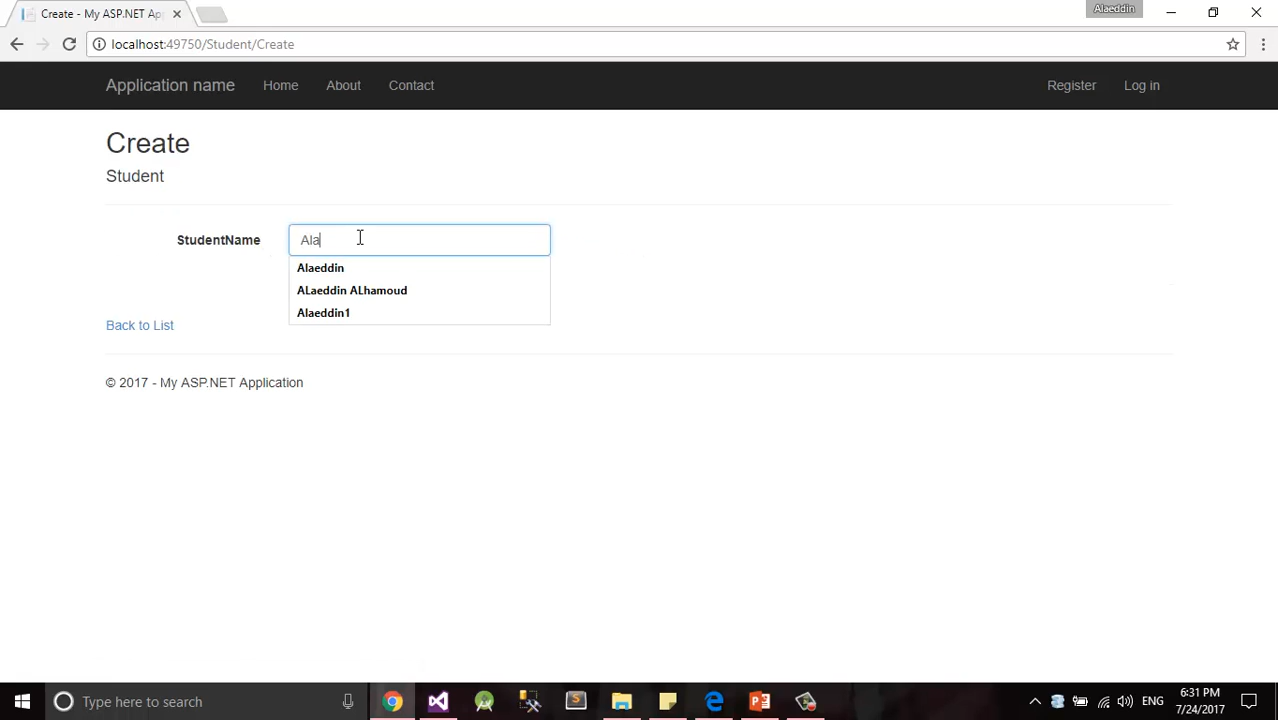 Create - My ASP.NET Ap
Alaeddin
localhost:49750/Student/Create
Application name Home About Contact Register Log in
Create
Student
StudentName Ala
Alaeddin
ALaeddin ALhamoud
Alaeddin1
Back to List
© 2017 - My ASP.NET Application
Type here to search
ENG
6:31 PM
7/24/2017